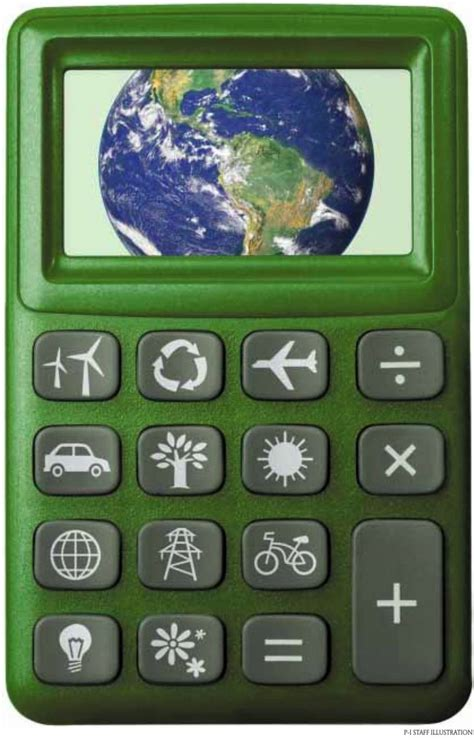 ÷
×
+
=
P-I STAFF ILLUSTRATION